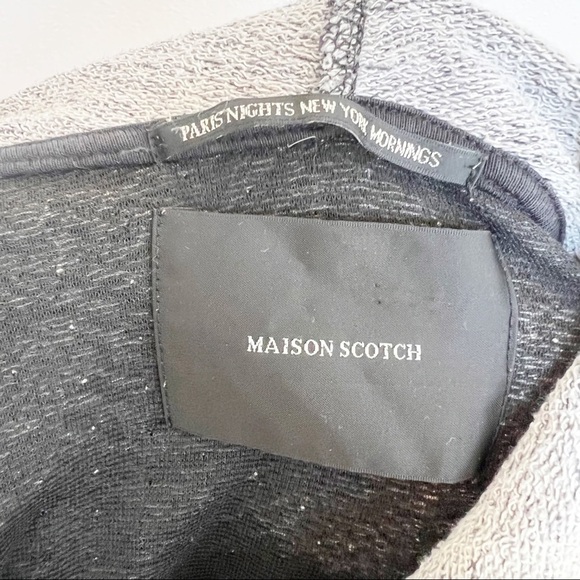 PARIS NIGHTS NEW YORK MORNINGS
MAISON SCOTCH